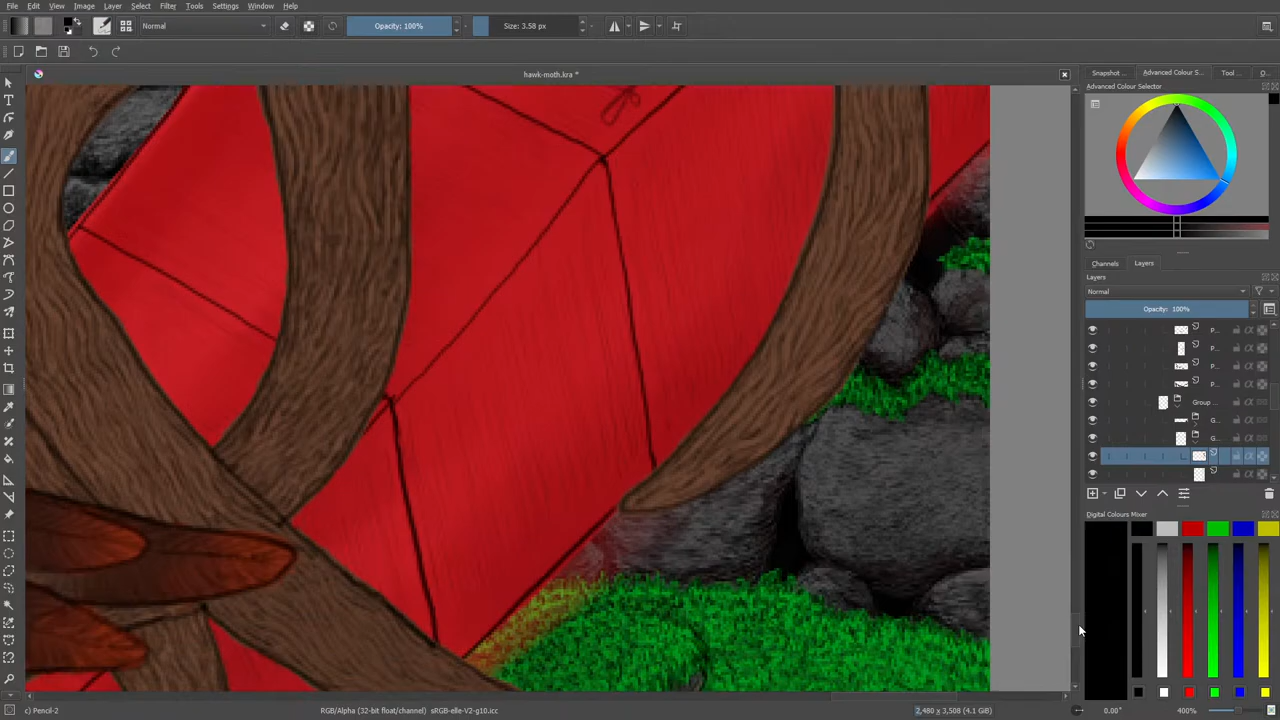 File Edit View Image Layer Select Filter Tools Settings Window Help
Normal Opacity: 100% Size: 3.58 px
hawk-moth.kra *
Snapshot ... Advanced Colour S... Tool ... O...
Advanced Colour Selector
Channels Layers
Layers
Normal
Opacity: 100%
P...
P...
P...
P...
Group ...
G...
G...
Digital Colours Mixer
c) Pencil-2 RGB/Alpha (32-bit float/channel) sRGB-elle-V2-g10.icc 2,480 x 3,508 (4.1 GiB) 0.00° 400%